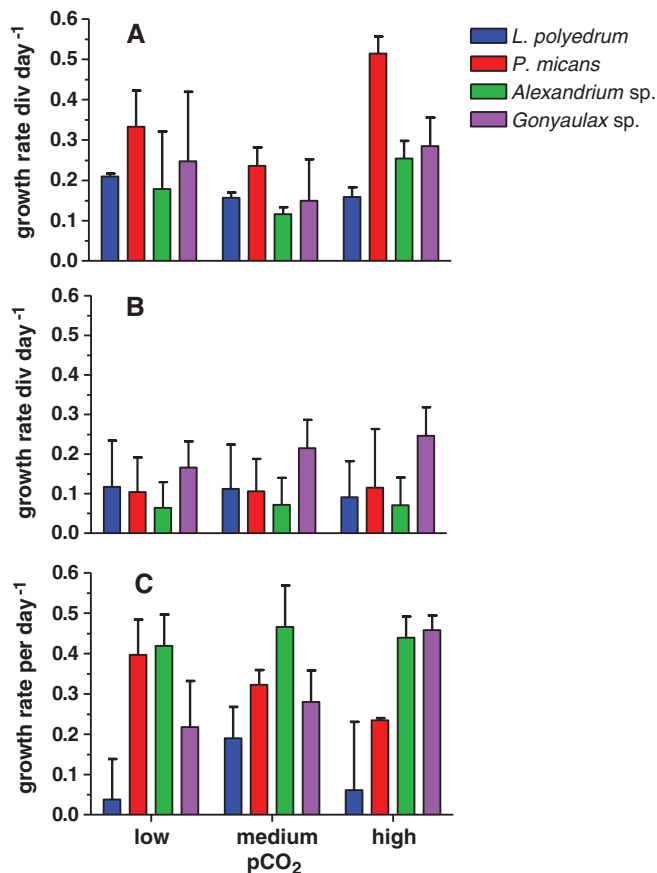 A
growth rate div day-1
0.6
0.5
0.4
0.3
0.2
0.1
0.0
L. polyedrum
P. micans
Alexandrium sp.
Gonyaulax sp.
B
growth rate div day-1
0.6
0.5
0.4
0.3
0.2
0.1
0.0
C
growth rate per day-1
0.6
0.5
0.4
0.3
0.2
0.1
0.0
low medium high
pCO2